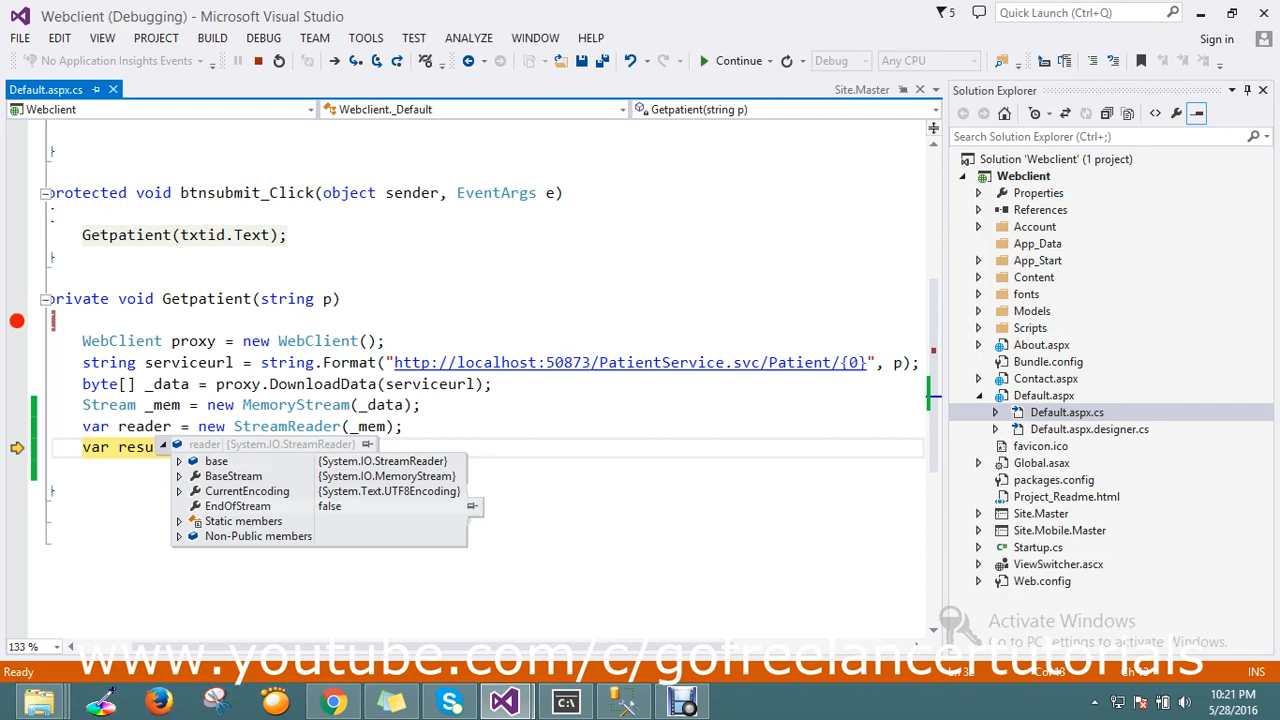 Webclient (Debugging) - Microsoft Visual Studio
5
Quick Launch (Ctrl+Q)
FILE EDIT VIEW PROJECT BUILD DEBUG TEAM TOOLS TEST ANALYZE WINDOW HELP
Sign in
No Application Insights Events
Continue
Debug
Any CPU
Default.aspx.cs
Site.Master
Solution Explorer
Webclient
Webclient._Default
Getpatient(string p)
Search Solution Explorer (Ctrl+;)
}
protected void btnsubmit_Click(object sender, EventArgs e)
Getpatient(txtid.Text);
}
private void Getpatient(string p)
WebClient proxy = new WebClient();
string serviceurl = string.Format("http://localhost:50873/PatientService.svc/Patient/{0}", p);
byte[] _data = proxy.DownloadData(serviceurl);
Stream _mem = new MemoryStream(_data);
var reader = new StreamReader(_mem);
var resu
reader {System.IO.StreamReader}
base {System.IO.StreamReader}
BaseStream {System.IO.MemoryStream}
CurrentEncoding {System.Text.UTF8Encoding}
EndOfStream false
Static members
Non-Public members
}
Solution 'Webclient' (1 project)
Webclient
Properties
References
Account
App_Data
App_Start
Content
fonts
Models
Scripts
About.aspx
Bundle.config
Contact.aspx
Default.aspx
Default.aspx.cs
Default.aspx.designer.cs
favicon.ico
Global.asax
packages.config
Project_Readme.html
Site.Master
Site.Mobile.Master
Startup.cs
ViewSwitcher.ascx
Web.config
Activate Windows
Go to PC settings to activate Windows.
133 %
www.youtube.com/c/gofreelancertutorials
Ready
INS
10:21 PM
5/28/2016